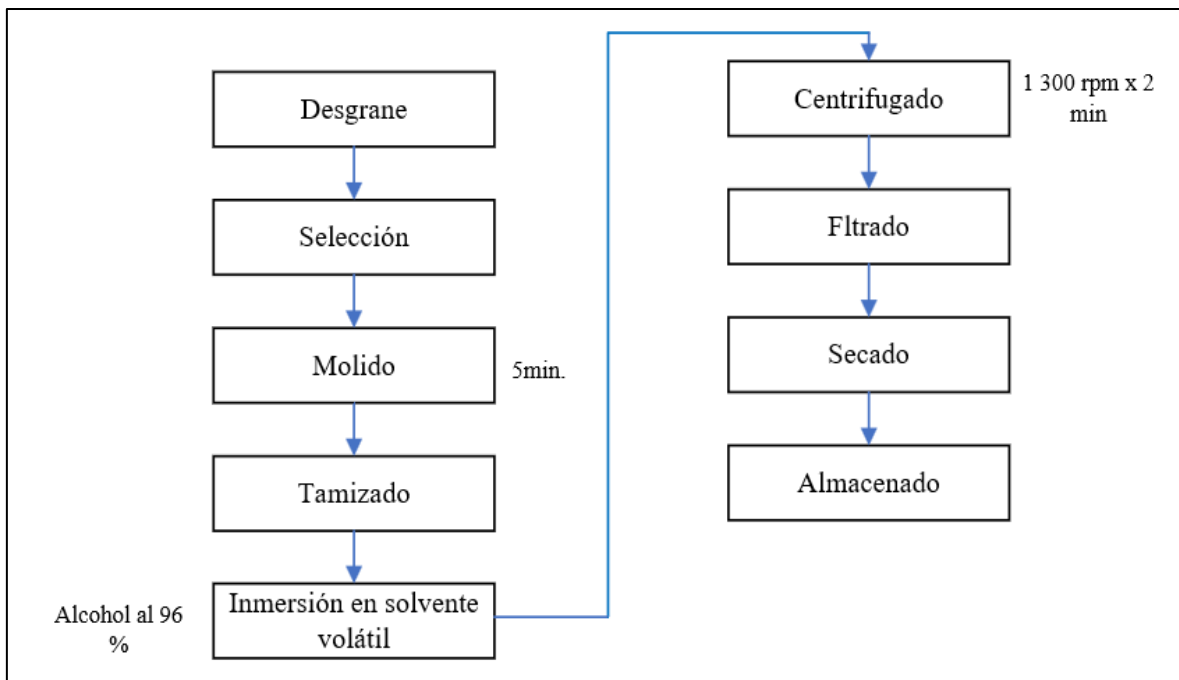 Desgrane
Selección
Molido
5min.
Tamizado
Alcohol al 96
%
Inmersión en solvente
volátil
Centrifugado
1 300 rpm x 2
min
Fltrado
Secado
Almacenado